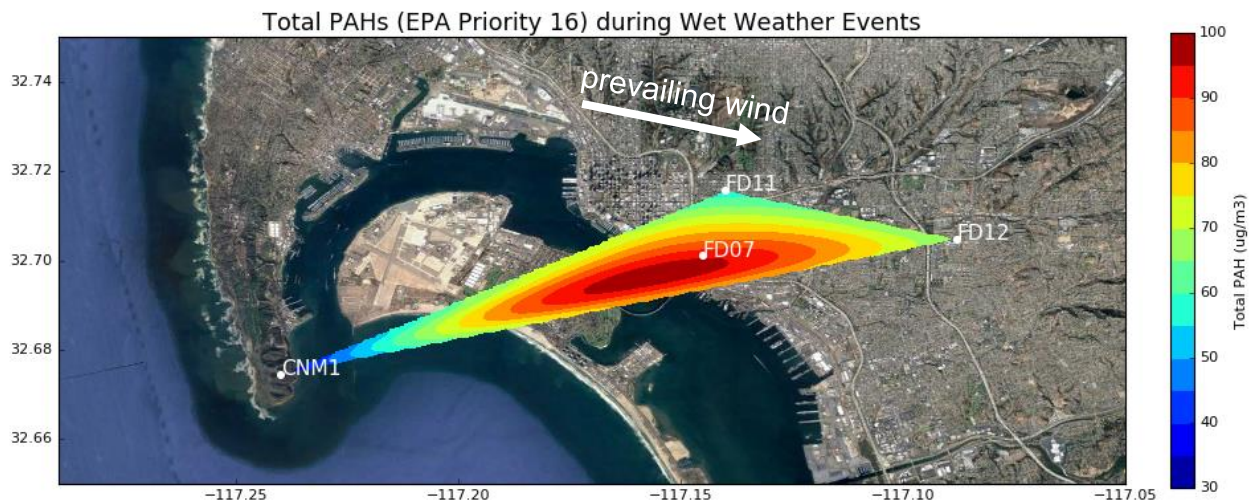 Total PAHs (EPA Priority 16) during Wet Weather Events
32.74
32.72
32.70
32.68
32.66
prevailing wind
FD11
FD12
FD07
CNM1
−117.25
−117.20
−117.15
−117.10
−117.05
100
90
80
70
60
50
40
30
Total PAH (ug/m3)